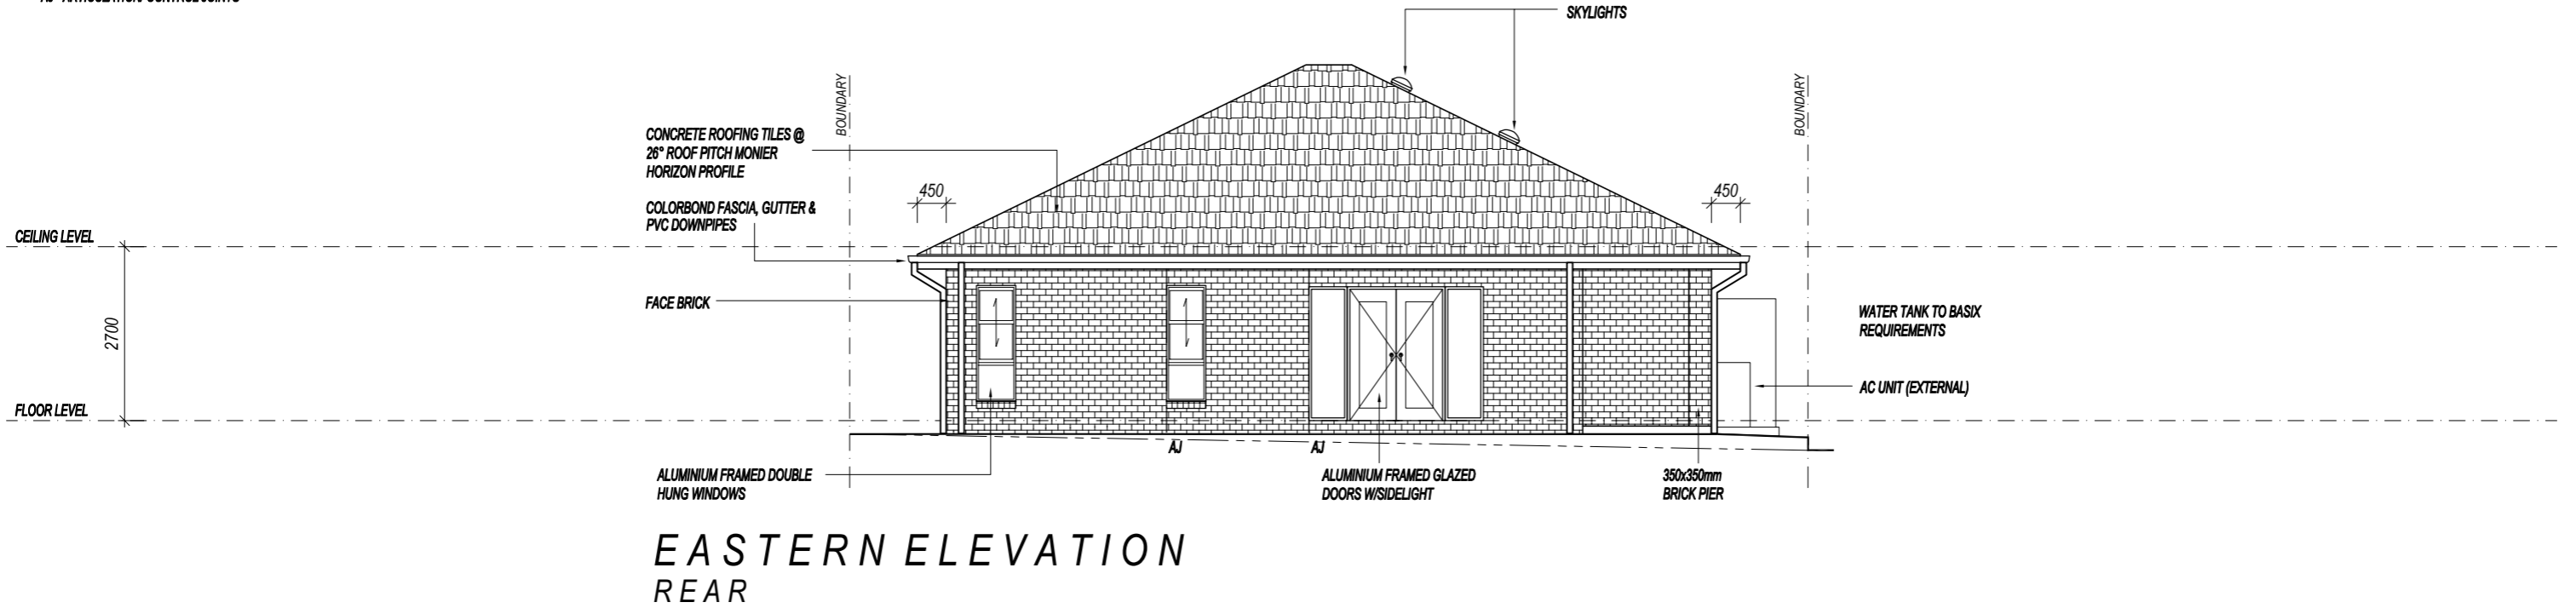 SKYLIGHTS
BOUNDARY
BOUNDARY
CONCRETE ROOFING TILES @
26° ROOF PITCH MONIER
HORIZON PROFILE
450
450
COLORBOND FASCIA, GUTTER &
PVC DOWNPIPES
CEILING LEVEL
FACE BRICK
2700
WATER TANK TO BASIX
REQUIREMENTS
AC UNIT (EXTERNAL)
FLOOR LEVEL
AJ
AJ
ALUMINIUM FRAMED DOUBLE
HUNG WINDOWS
ALUMINIUM FRAMED GLAZED
DOORS W/SIDELIGHT
350x350mm
BRICK PIER
EASTERN ELEVATION
REAR